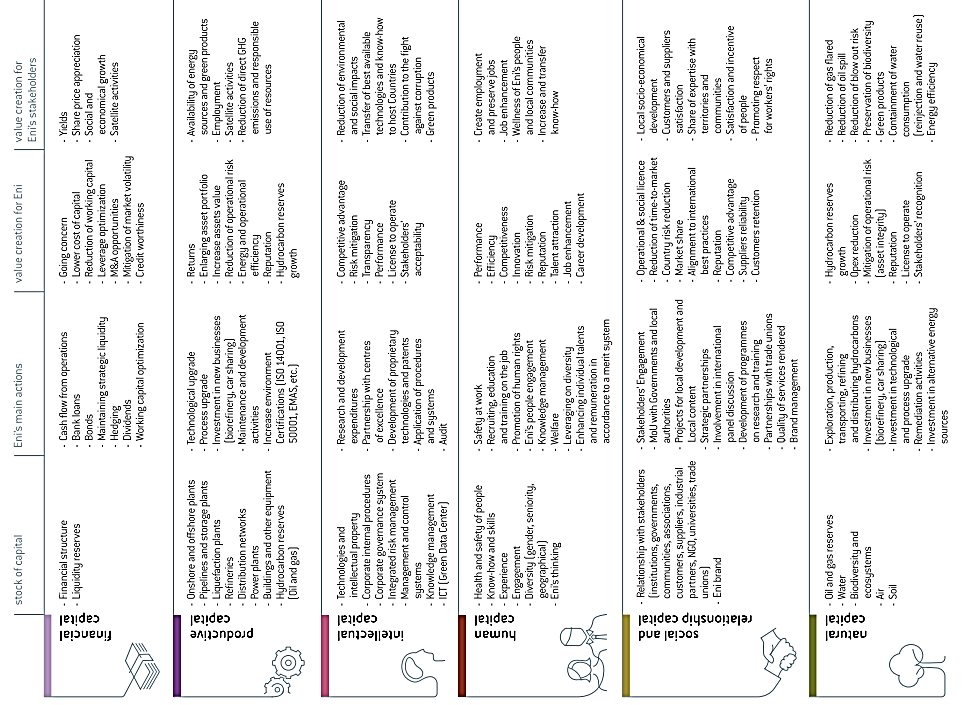 stock of capital
Eni's main actions
value creation for Eni
value creation for
Eni's stakeholders
financial
capital
- Financial structure
- Liquidity reserves
- Cash flow from operations
- Bank loans
- Bonds
- Maintaining strategic liquidity
- Hedging
- Dividends
- Working capital optimization
- Going concern
- Lower cost of capital
- Reduction of working capital
- Leverage optimization
- M&A opportunities
- Mitigation of market volatility
- Credit worthiness
- Yields
- Share price appreciation
- Social and
economical growth
- Satellite activities
productive
capital
- Onshore and offshore plants
- Pipelines and storage plants
- Liquefaction plants
- Refineries
- Distribution networks
- Power plants
- Buildings and other equipment
- Hydrocarbon reserves
(Oil and gas)
- Technological upgrade
- Process upgrade
- Investment in new businesses
(biorefinery, car sharing)
- Maintenance and development
activities
- Increase environment
Certifications (ISO 14001, ISO
50001, EMAS, etc.)
- Returns
- Enlarging asset portfolio
- Increase assets value
- Reduction of operational risk
- Energy and operational
efficiency
- Reputation
- Hydrocarbon reserves
growth
- Availability of energy
sources and green products
- Employment
- Satellite activities
- Reduction of direct GHG
emissions and responsible
use of resources
intellectual
capital
- Technologies and
intellectual property
- Corporate internal procedures
- Corporate governance system
- Integrated risk management
- Management and control
systems
- Knowledge management
- ICT (Green Data Center)
- Research and development
expenditures
- Partnership with centres
of excellence
- Development of proprietary
technologies and patents
- Application of procedures
and systems
- Audit
- Competitive advantage
- Risk mitigation
- Transparency
- Performance
- License to operate
- Stakeholders'
acceptability
- Reduction of environmental
and social impacts
- Transfer of best available
technologies and know-how
to host Countries
- Contribution to the fight
against corruption
- Green products
human
capital
- Health and safety of people
- Know-how and skills
- Experience
- Engagement
- Diversity (gender, seniority,
geographical)
- Eni's thinking
- Safety at work
- Recruiting, education
and training on the job
- Promotion of human rights
- Eni's people engagement
- Knowledge management
- Welfare
- Leveraging on diversity
- Enhancing individual talents
and remuneration in
accordance to a merit system
- Performance
- Efficiency
- Competitiveness
- Innovation
- Risk mitigation
- Reputation
- Talent attraction
- Job enhancement
- Career development
- Create employment
and preserve jobs
- Job enhancement
- Wellness of Eni's people
and local communities
- Increase and transfer
know-how
social and
relationship capital
- Relationship with stakeholders
(institutions, governments,
communities, associations,
customers, suppliers, industrial
partners, NGO, universities, trade
unions)
- Eni brand
- Stakeholders' Engagement
- MoU with Governments and local
authorities
- Projects for local development and
Local content
- Strategic partnerships
- Involvement in international
panel discussion
- Development of programmes
on research and training
- Partnerships with trade unions
- Quality of services rendered
- Brand management
- Operational & social licence
- Reduction of time-to-market
- Country risk reduction
- Market share
- Alignment to international
best practices
- Reputation
- Competitive advantage
- Suppliers reliability
- Customers retention
- Local socio-economical
development
- Customers and suppliers
satisfaction
- Share of expertise with
territories and
communities
- Satisfaction and incentive
of people
- Promoting respect
for workers' rights
natural
capital
- Oil and gas reserves
- Water
- Biodiversity and
ecosystems
- Air
- Soil
- Exploration, production,
transporting, refining
and distributing hydrocarbons
- Investment in new businesses
(biorefinery, car sharing)
- Investment in technological
and process upgrade
- Remediation activities
- Investment in alternative energy
sources
- Hydrocarbon reserves
growth
- Opex reduction
- Mitigation of operational risk
(asset integrity)
- Reputation
- License to operate
- Stakeholders' recognition
- Reduction of gas flared
- Reduction of oil spill
- Reduction of blow out risk
- Preservation of biodiversity
- Green products
- Containment of water
consumption
(reinjection and water reuse)
- Energy efficiency